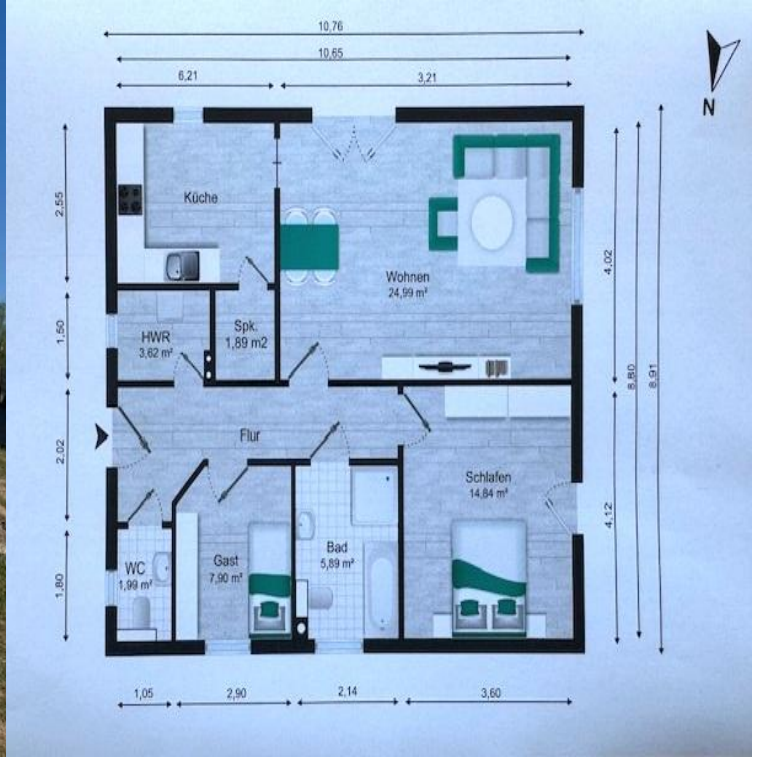 10,76
10,65
6,21
3,21
N
2,55
Küche
4,02
Wohnen
24,99 m²
1,50
HWR
3,62 m²
Spk.
1,89 m2
8,80
8,91
2,02
Flur
Schlafen
14,84 m²
4,12
WC
1,99 m²
Gast
7,90 m²
Bad
5,89 m²
1,80
1,05
2,90
2,14
3,60